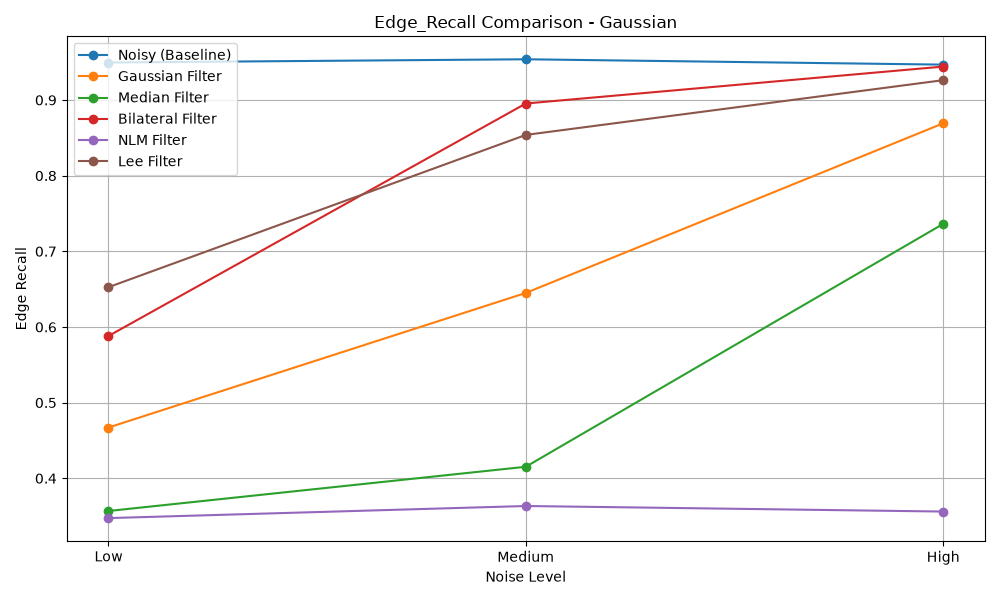 Edge_Recall Comparison - Gaussian
Noisy (Baseline)
Gaussian Filter
Median Filter
Bilateral Filter
NLM Filter
Lee Filter
Edge Recall
0.9
0.8
0.7
0.6
0.5
0.4
Low
Medium
High
Noise Level